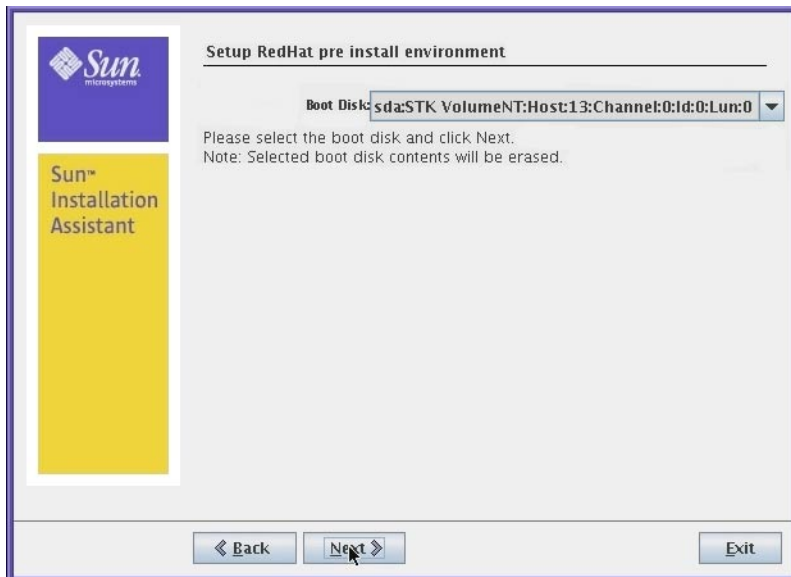 Sun
microsystems
Sun™
Installation
Assistant
Setup RedHat pre install environment
Boot Disk: sda:STK VolumeNT:Host:13:Channel:0:Id:0:Lun:0
Please select the boot disk and click Next.
Note: Selected boot disk contents will be erased.
Back
Next
Exit